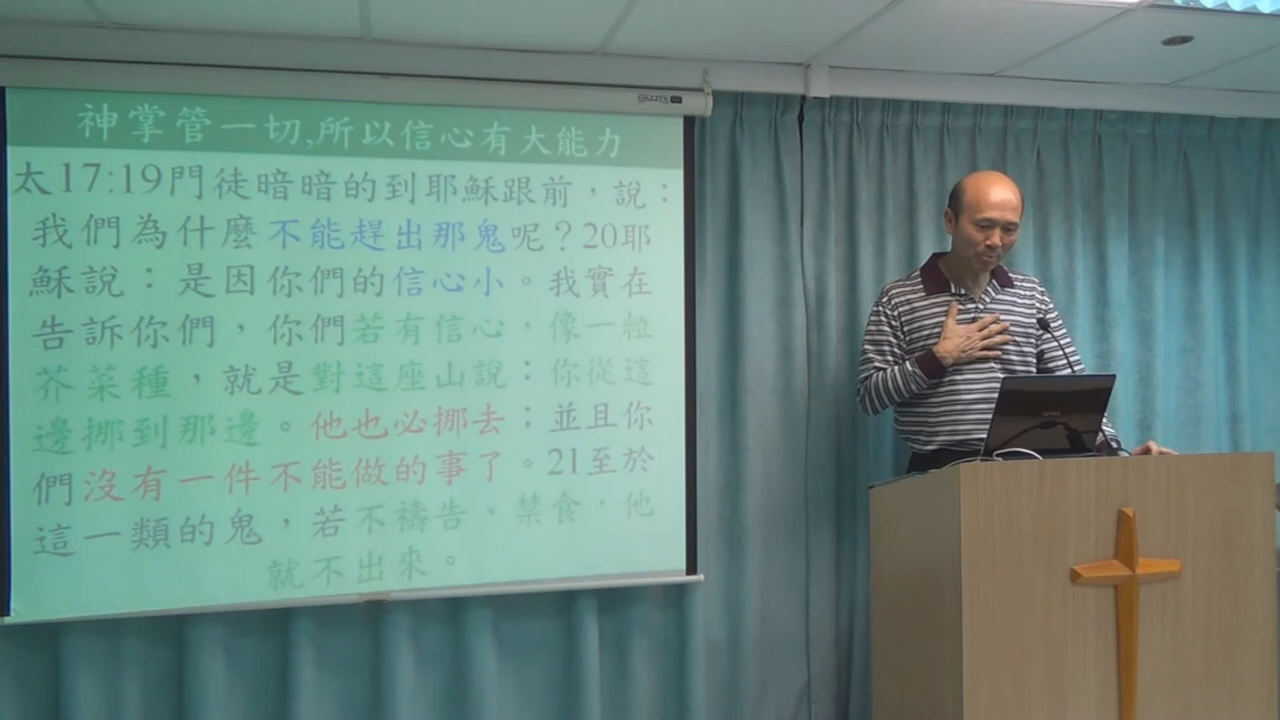 神掌管一切,所以信心有大能力
太17:19門徒暗暗的到耶穌跟前，說：
我們為什麼不能趕出那鬼呢？20耶
穌說：是因你們的信心小。我實在
告訴你們，你們若有信心，像一粒
芥菜種，就是對這座山說：你從這
邊挪到那邊。他也必挪去；並且你
們沒有一件不能做的事了。21至於
這一類的鬼，若不禱告、禁食，他
就不出來。